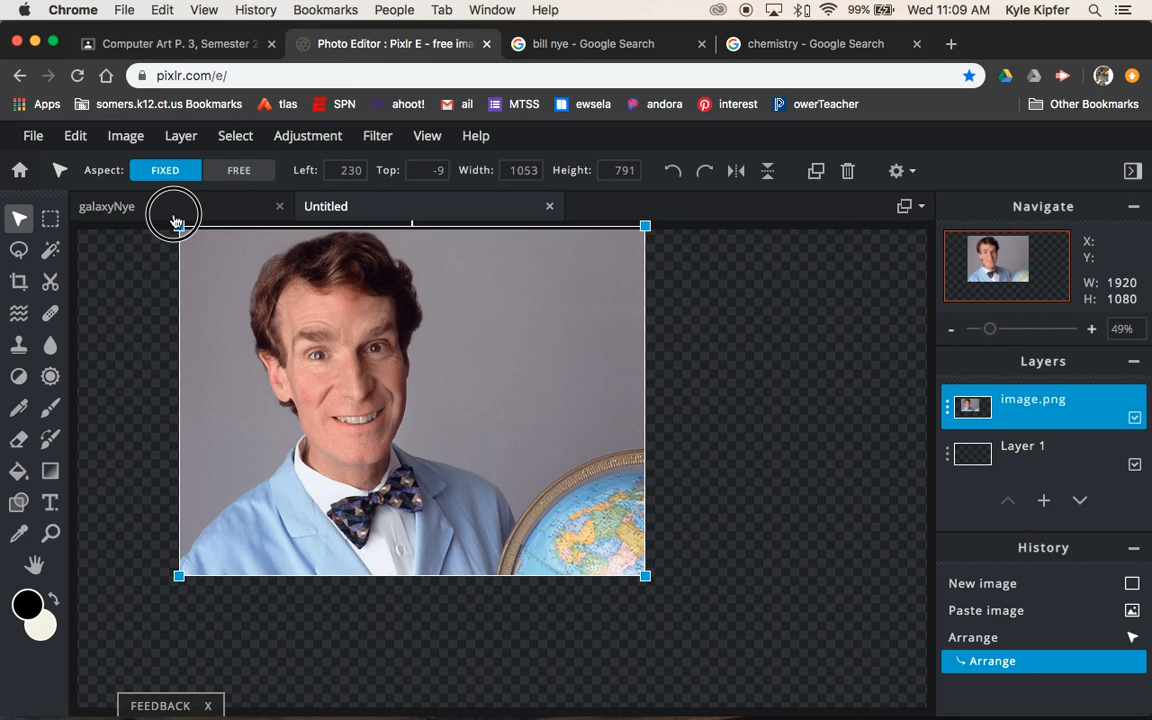 Chrome File Edit View History Bookmarks People Tab Window Help 99% Wed 11:09 AM Kyle Kipfer
Computer Art P. 3, Semester 2 Photo Editor : Pixlr E - free ima bill nye - Google Search chemistry - Google Search
pixlr.com/e/
Apps somers.k12.ct.us Bookmarks tlas SPN ahoot! ail MTSS ewsela andora interest owerTeacher Other Bookmarks
File Edit Image Layer Select Adjustment Filter View Help
Aspect: FIXED FREE Left: 230 Top: -9 Width: 1053 Height: 791
galaxyNye Untitled Navigate
X:
Y:
W: 1920
H: 1080
- + 49%
Layers
image.png
Layer 1
History
New image
Paste image
Arrange
Arrange
T
FEEDBACK X